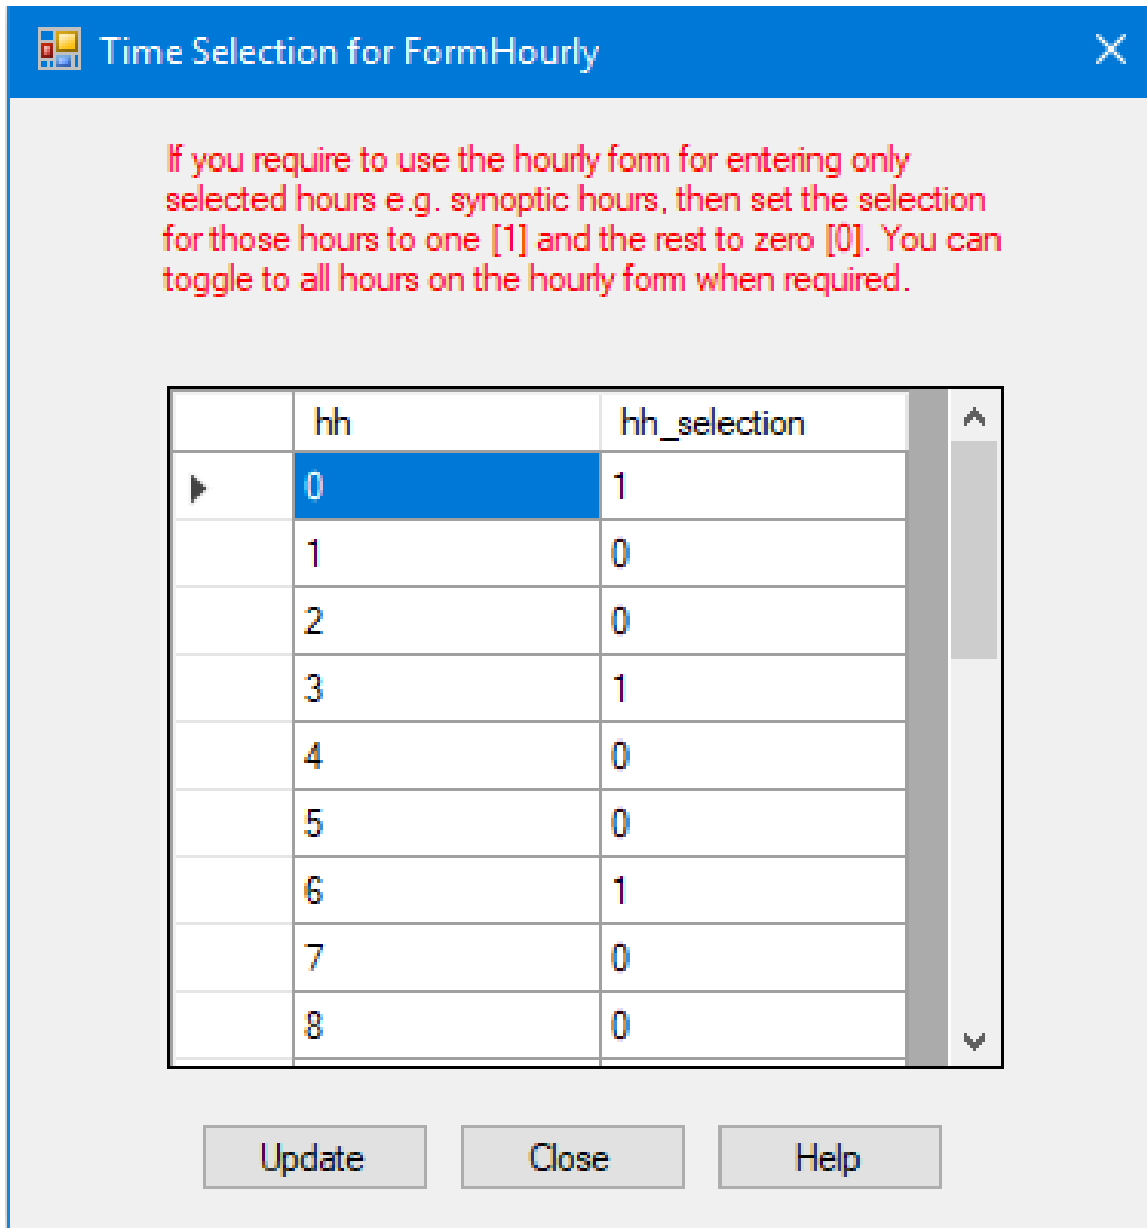 Time Selection for FormHourly
If you require to use the hourly form for entering only
selected hours e.g. synoptic hours, then set the selection
for those hours to one [1] and the rest to zero [0]. You can
toggle to all hours on the hourly form when required.
hh hh_selection
0 1
1 0
2 0
3 1
4 0
5 0
6 1
7 0
8 0
Update Close Help